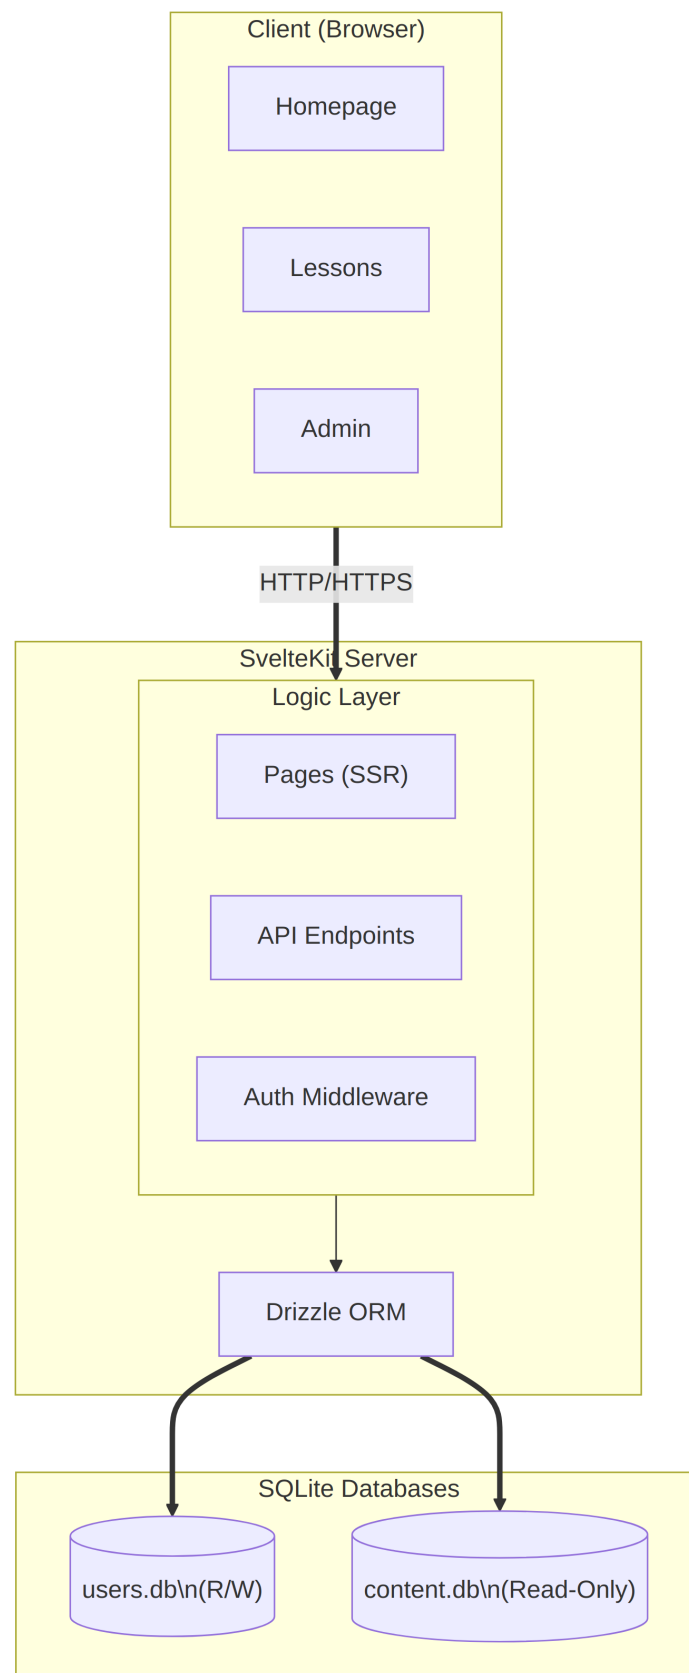 Client (Browser)
Homepage
Lessons
Admin
HTTP/HTTPS
SvelteKit Server
Logic Layer
Pages (SSR)
API Endpoints
Auth Middleware
Drizzle ORM
SQLite Databases
users.db\n(R/W)
content.db\n(Read-Only)